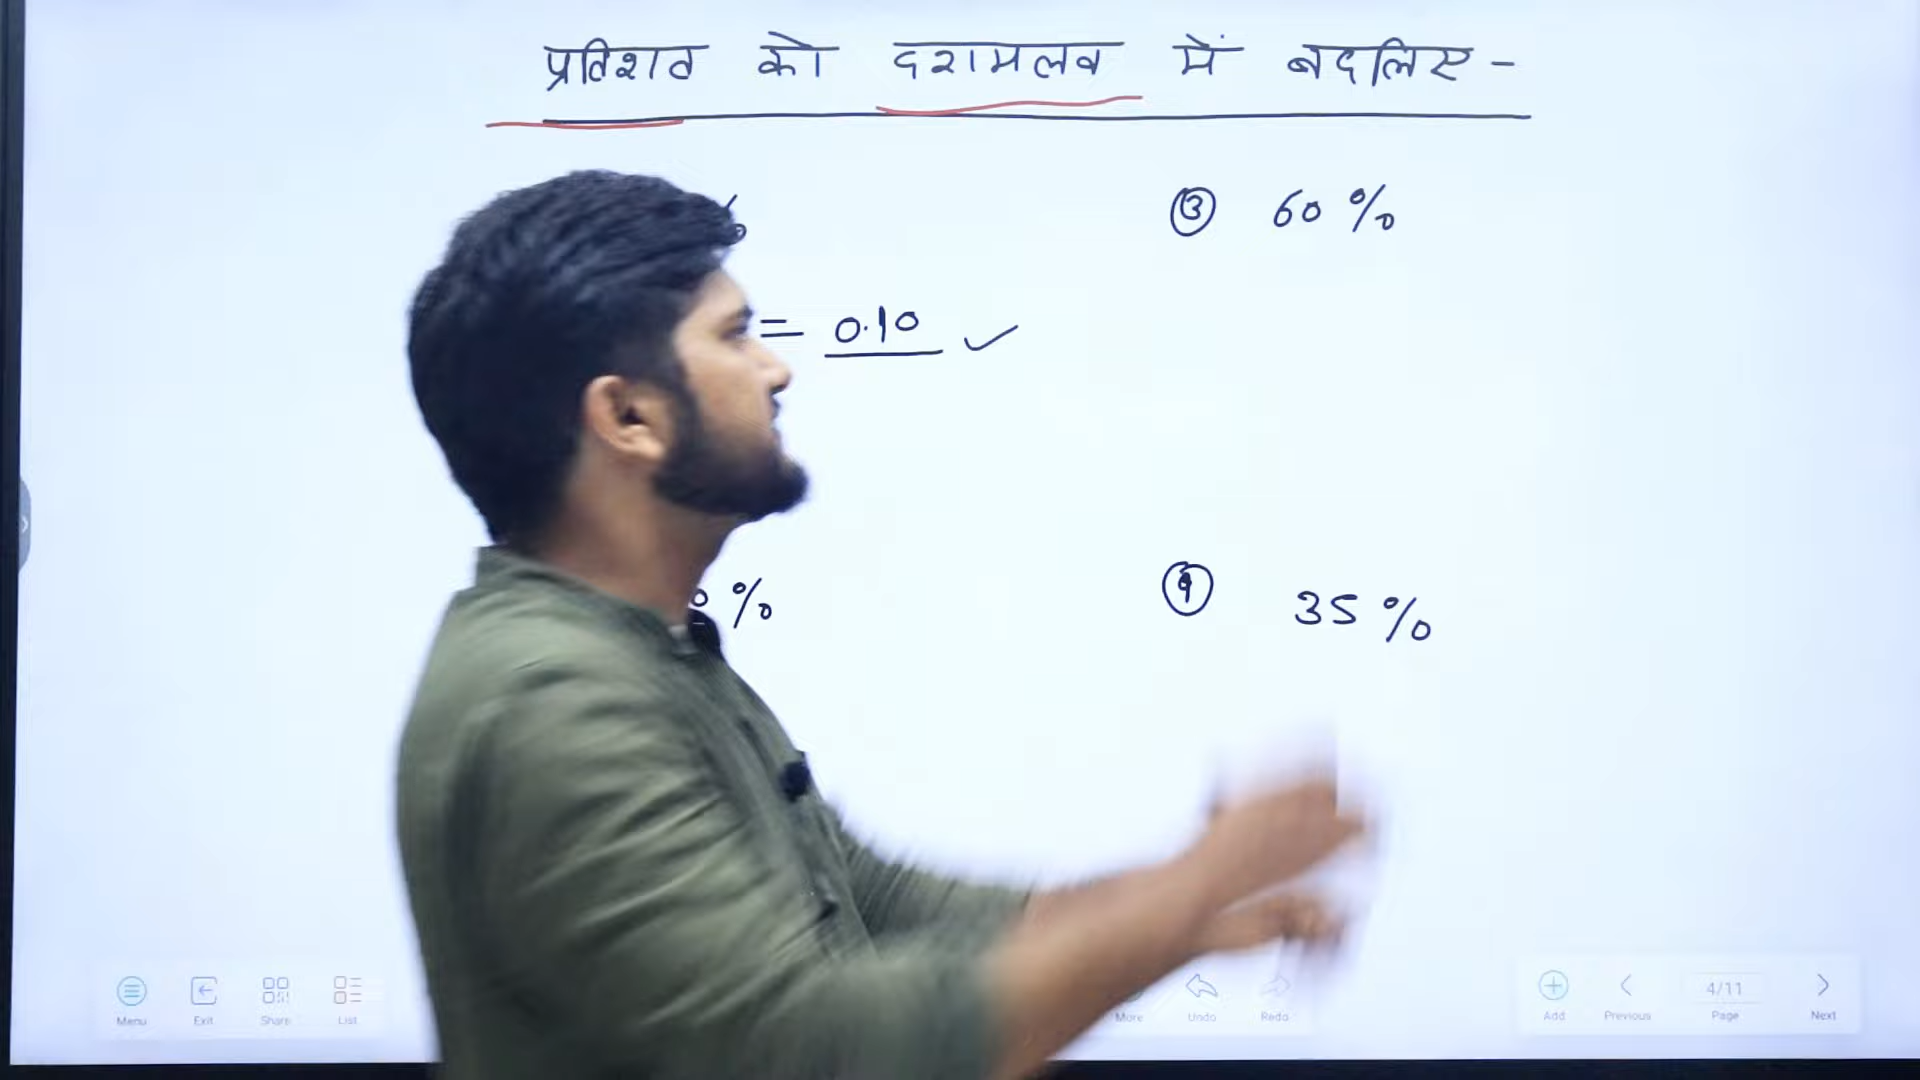 प्रतिशत को दशमलव में बदलिए -
③ 60 %
= 0.10 ✓
%
④ 35 %
Menu Exit Share List More Undo Redo Add Previous 4/11 Page Next